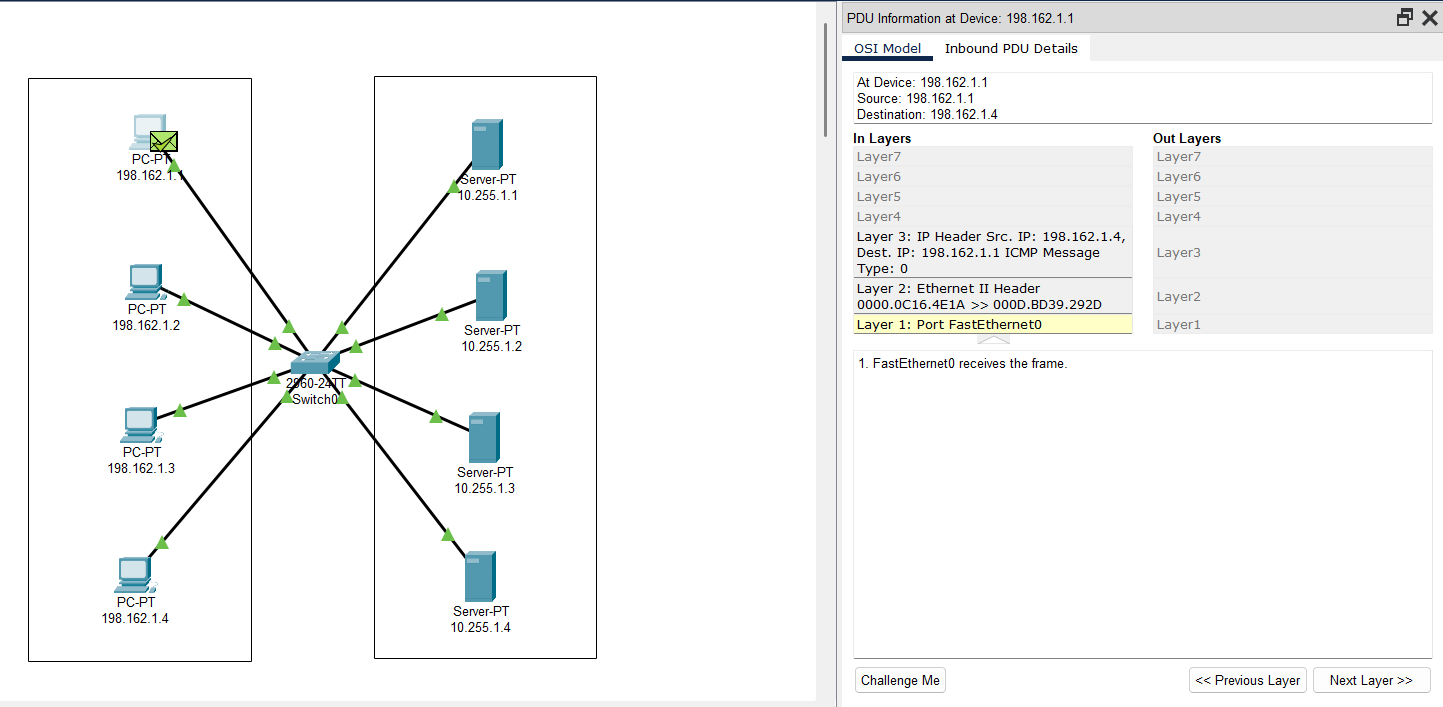 PC-PT
198.162.1.1
PC-PT
198.162.1.2
PC-PT
198.162.1.3
PC-PT
198.162.1.4
2960-24TT
Switch0
Server-PT
10.255.1.1
Server-PT
10.255.1.2
Server-PT
10.255.1.3
Server-PT
10.255.1.4
PDU Information at Device: 198.162.1.1
OSI Model
Inbound PDU Details
At Device: 198.162.1.1
Source: 198.162.1.1
Destination: 198.162.1.4
In Layers
Layer7
Layer6
Layer5
Layer4
Layer 3: IP Header Src. IP: 198.162.1.4,
Dest. IP: 198.162.1.1 ICMP Message
Type: 0
Layer 2: Ethernet II Header
0000.0C16.4E1A >> 000D.BD39.292D
Layer 1: Port FastEthernet0
Out Layers
Layer7
Layer6
Layer5
Layer4
Layer3
Layer2
Layer1
1. FastEthernet0 receives the frame.
Challenge Me
<< Previous Layer
Next Layer >>